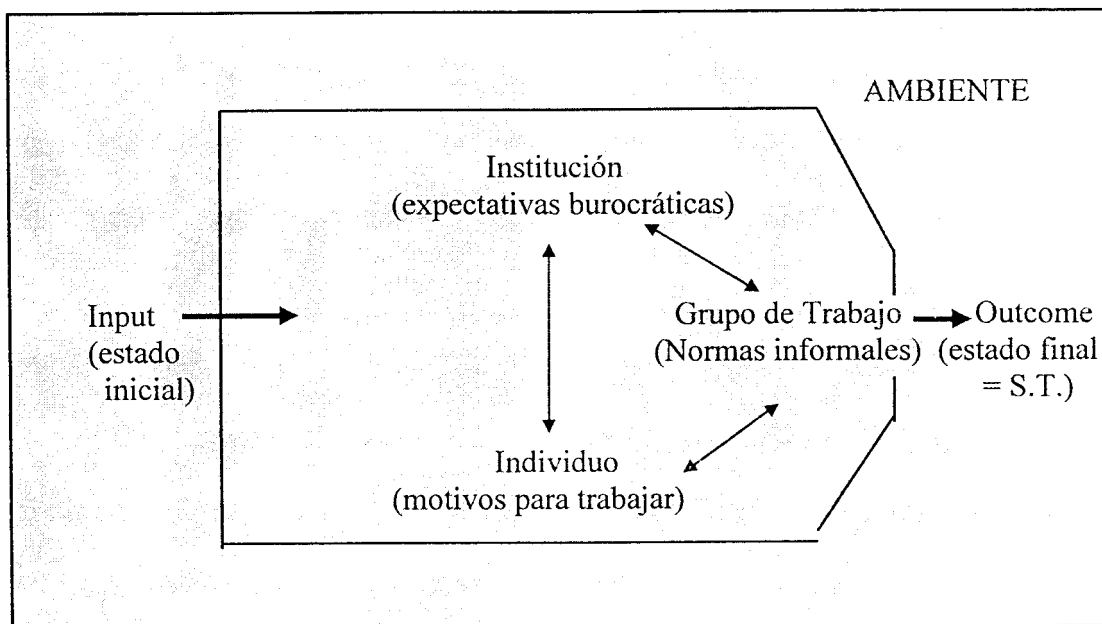 AMBIENTE
Institución
(expectativas burocráticas)
Input
(estado
inicial)
Grupo de Trabajo
(Normas informales)
Outcome
(estado final
= S.T.)
Individuo
(motivos para trabajar)